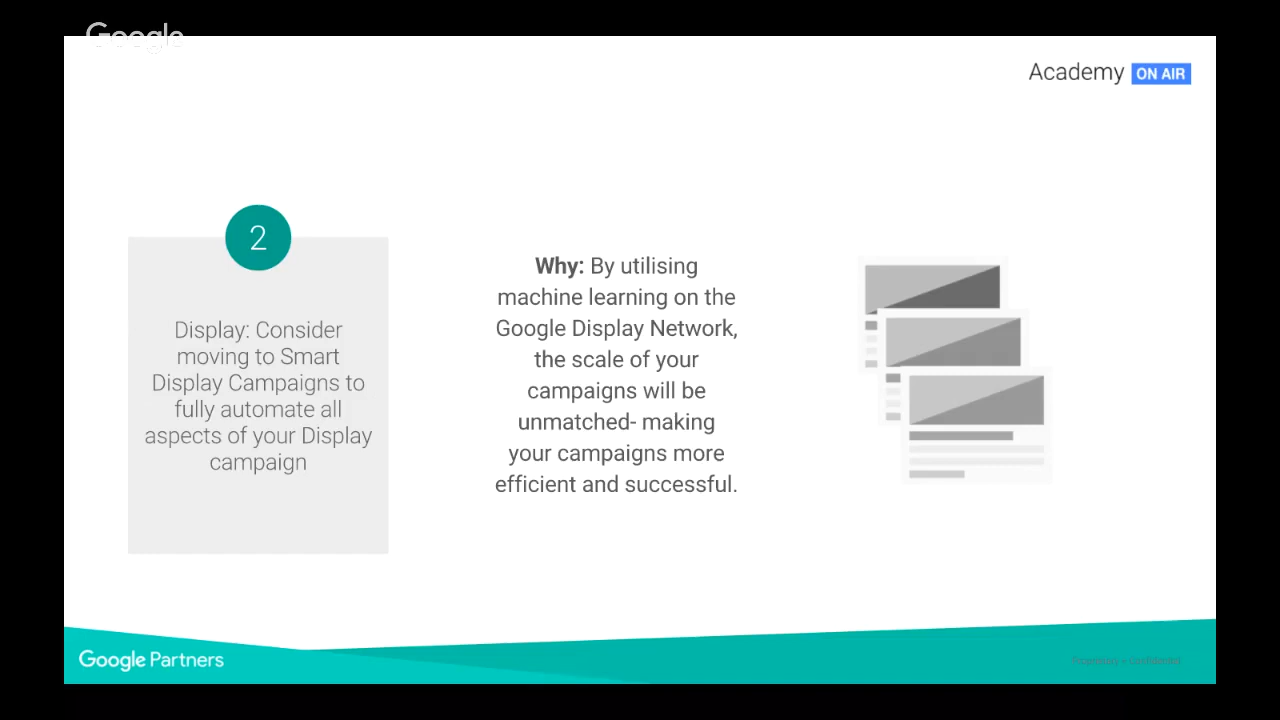 Google
Academy ON AIR
2
Display: Consider
moving to Smart
Display Campaigns to
fully automate all
aspects of your Display
campaign
Why: By utilising
machine learning on the
Google Display Network,
the scale of your
campaigns will be
unmatched- making
your campaigns more
efficient and successful.
Google Partners
Proprietary + Confidential